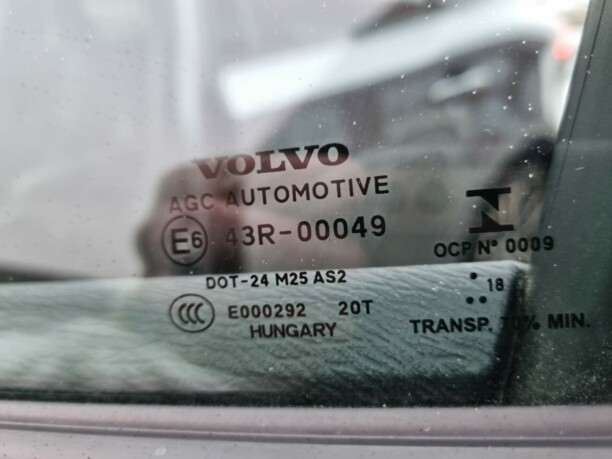 VOLVO
AGC AUTOMOTIVE
E6 43R-00049
DOT-24 M25 AS2
CCC E000292 20T
HUNGARY
N
OCP Nº 0009
18
TRANSP. 70% MIN.